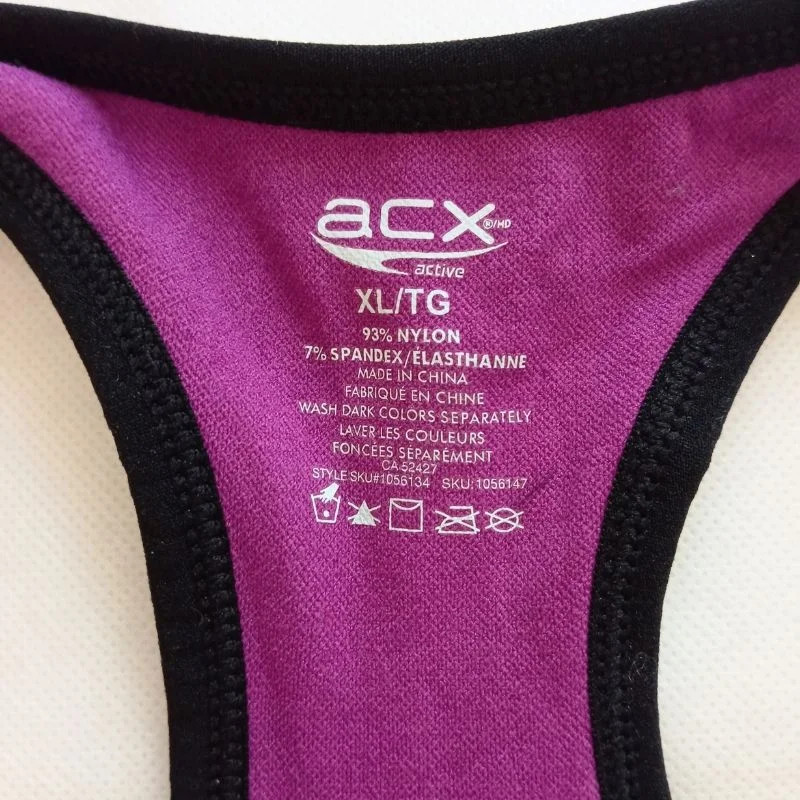 acx®/MD
active
XL/TG
93% NYLON
7% SPANDEX/ÉLASTHANNE
MADE IN CHINA
FABRIQUÉ EN CHINE
WASH DARK COLORS SEPARATELY
LAVER LES COULEURS
FONCÉES SÉPARÉMENT
CA 52427
STYLE SKU#1056134 SKU: 1056147